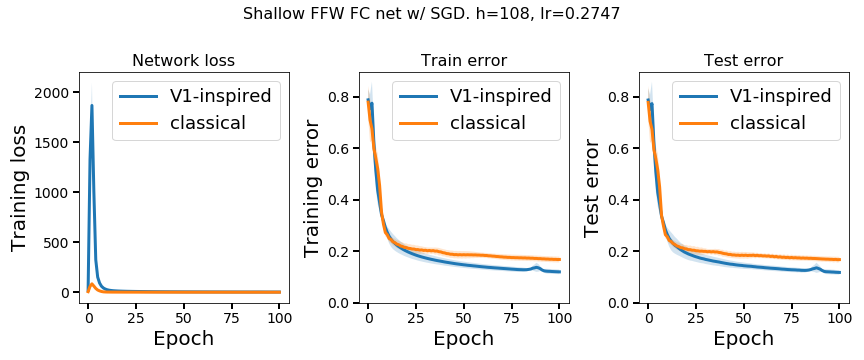 Shallow FFW FC net w/ SGD. h=108, lr=0.2747
Network loss
Training loss
2000
1500
1000
500
0
V1-inspired
classical
0 25 50 75 100
Epoch
Train error
Training error
0.8
0.6
0.4
0.2
0.0
V1-inspired
classical
0 25 50 75 100
Epoch
Test error
Test error
0.8
0.6
0.4
0.2
0.0
V1-inspired
classical
0 25 50 75 100
Epoch